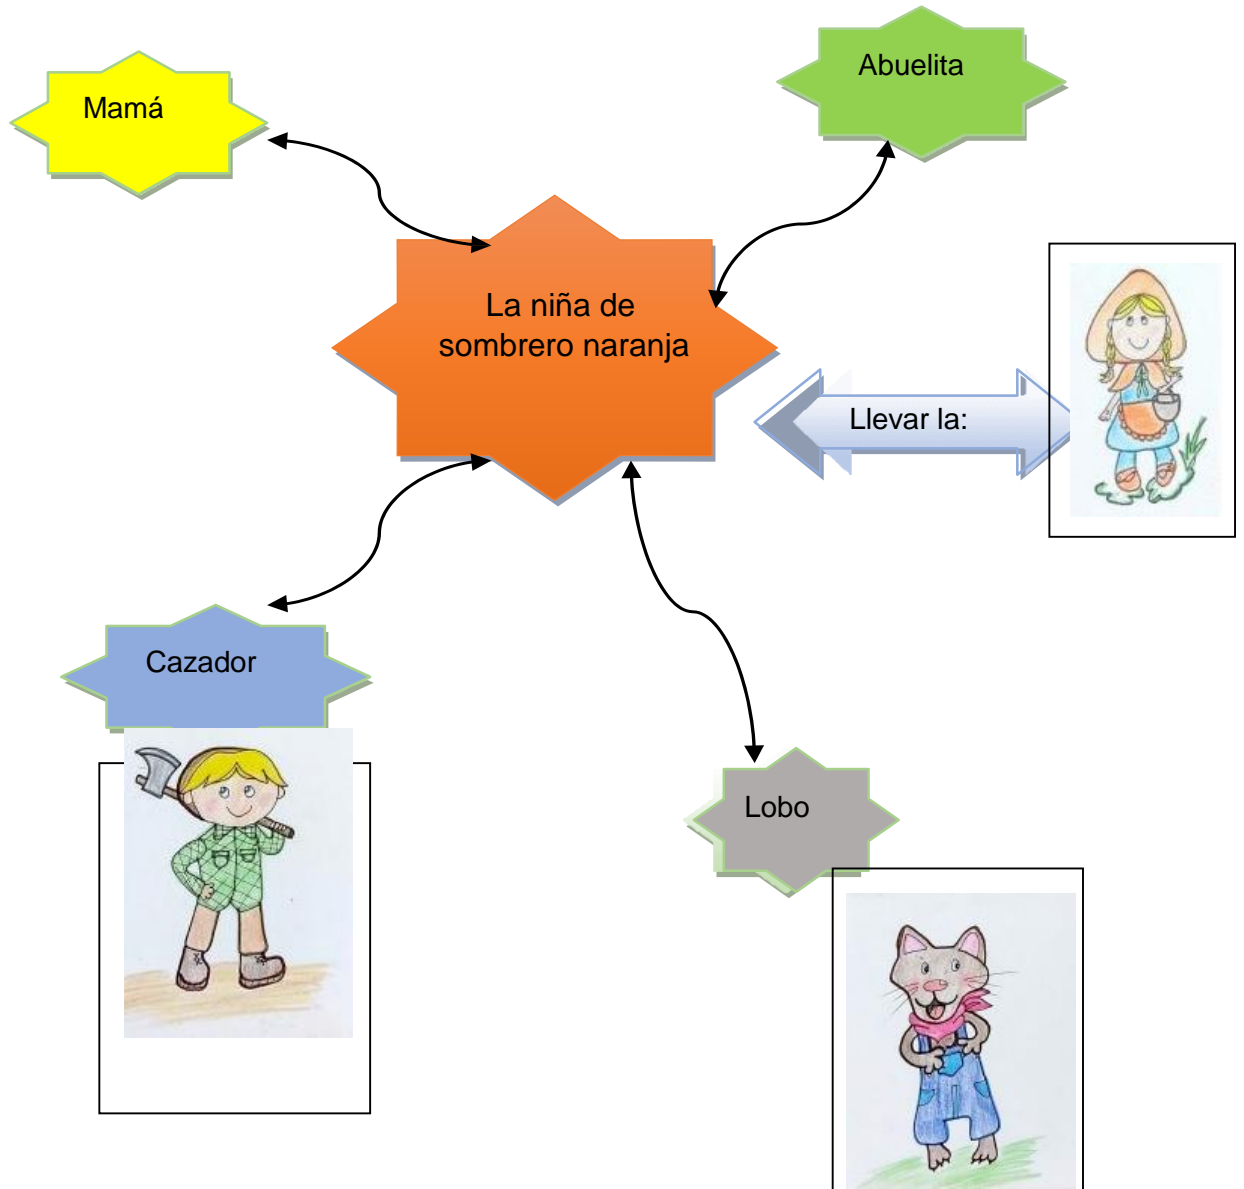 Abuelita
Mamá
La niña de
sombrero naranja
Llevar la:
Cazador
Lobo